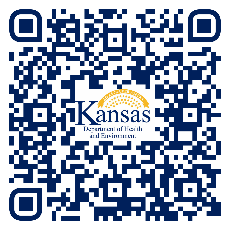 Kansas
Department of Health
and Environment